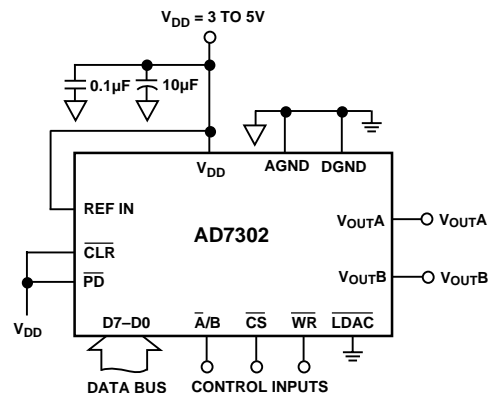 VDD = 3 TO 5V
0.1µF 10µF
VDD AGND DGND
REF IN
AD7302
VOUTA VOUTA
CLR
VOUTB VOUTB
PD
VDD
D7–D0 A/B CS WR LDAC
DATA BUS CONTROL INPUTS